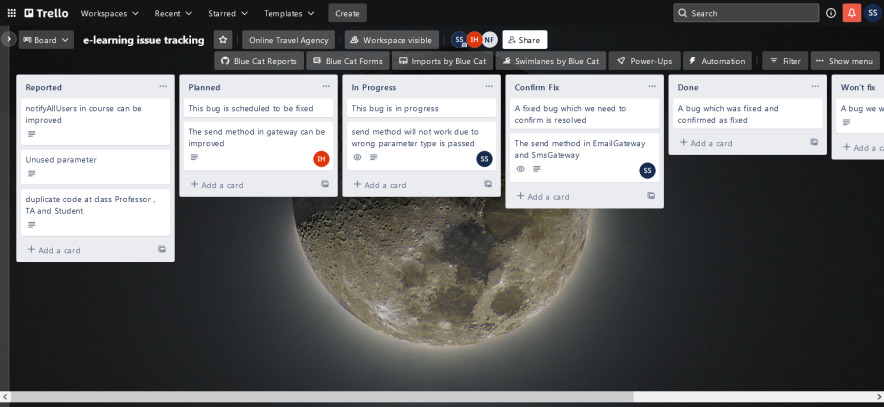 Trello
Workspaces
Recent
Starred
Templates
Create
Search
SS
Board
e-learning issue tracking
Online Travel Agency
Workspace visible
SS
IH
NF
Share
Blue Cat Reports
Blue Cat Forms
Imports by Blue Cat
Swimlanes by Blue Cat
Power-Ups
Automation
Filter
Show menu
Reported
notifyAllUsers in course can be
improved
Unused parameter
duplicate code at class Professor ,
TA and Student
Add a card
Planned
This bug is scheduled to be fixed
The send method in gateway can be
improved
IH
Add a card
In Progress
This bug is in progress
send method will not work due to
wrong parameter type is passed
SS
Add a card
Confirm Fix
A fixed bug which we need to
confirm is resolved
The send method in EmailGateway
and SmsGateway
SS
Add a card
Done
A bug which was fixed and
confirmed as fixed
Add a card
Won't fix
A bug we w
Add a c